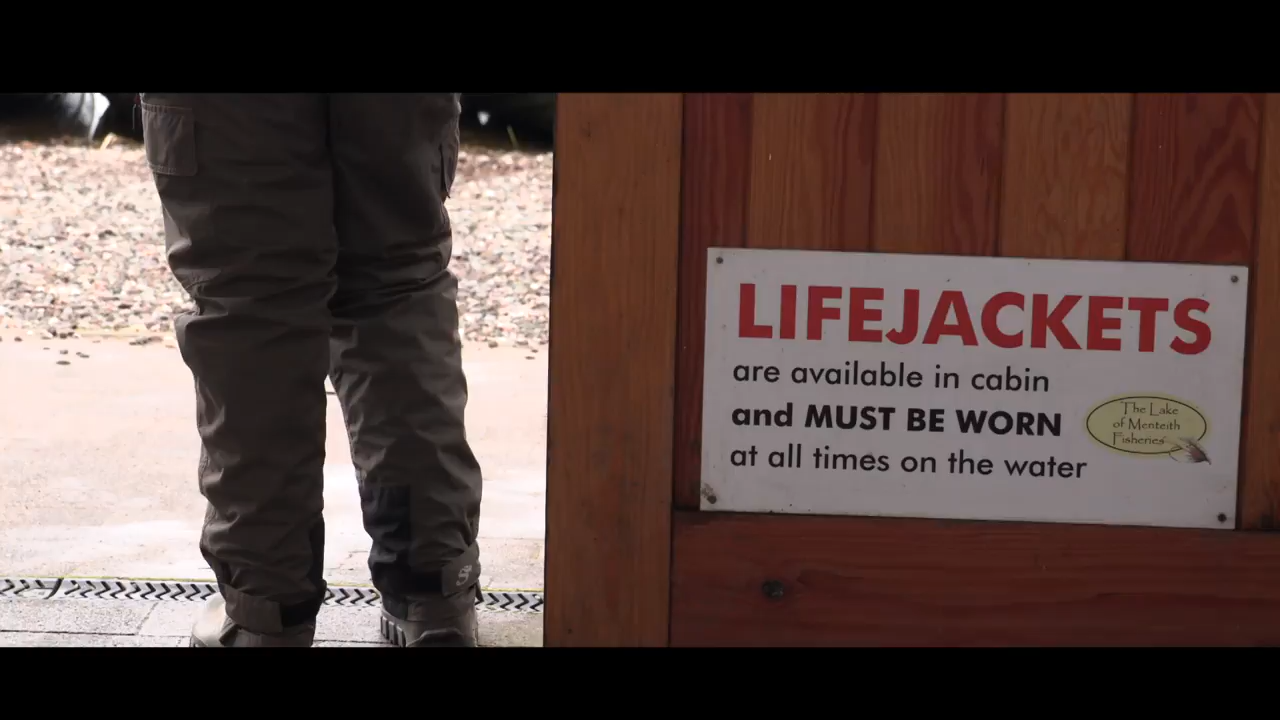 LIFEJACKETS
are available in cabin
and MUST BE WORN
at all times on the water
The Lake
of Menteith
Fisheries